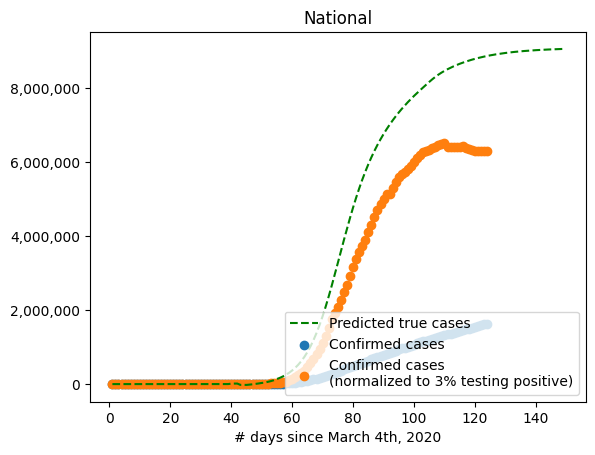 National
8,000,000
6,000,000
4,000,000
2,000,000
0
Predicted true cases
Confirmed cases
Confirmed cases
(normalized to 3% testing positive)
0 20 40 60 80 100 120 140
# days since March 4th, 2020